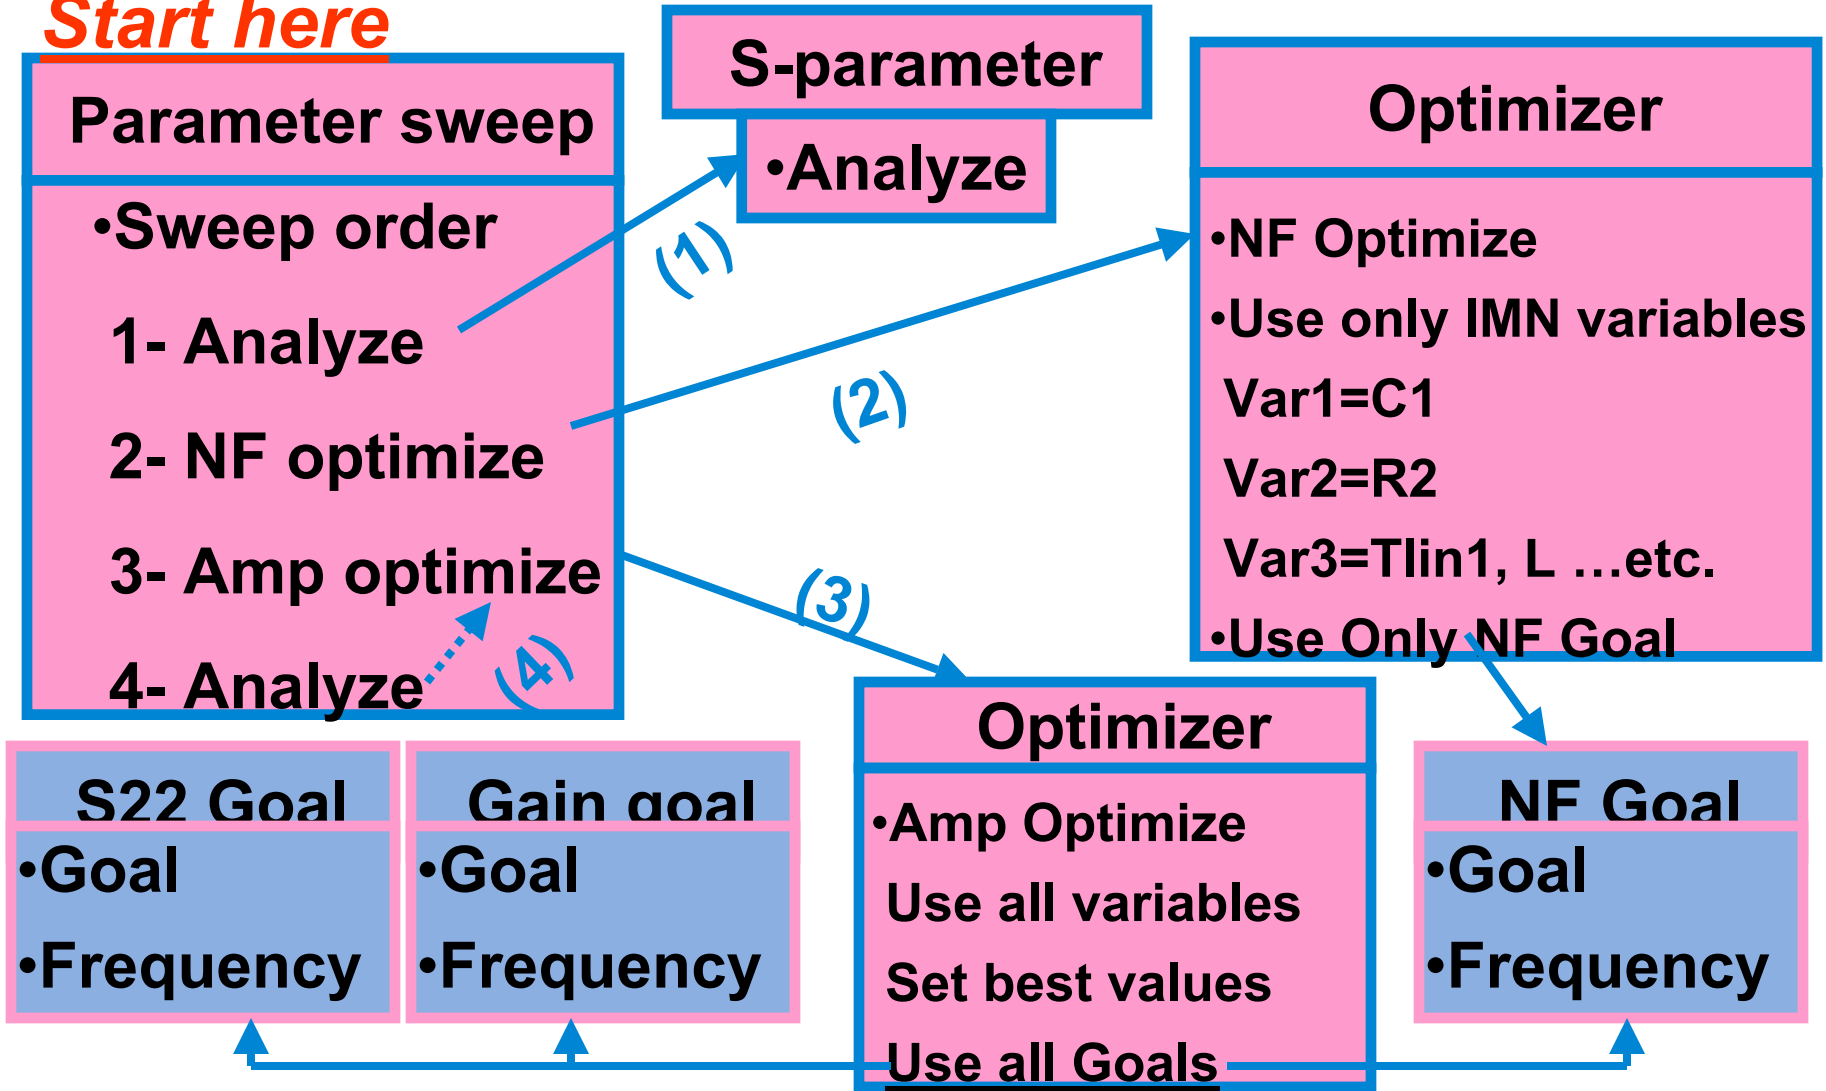 Start here
Parameter sweep
•Sweep order
1- Analyze
2- NF optimize
3- Amp optimize
4- Analyze
(4)
S-parameter
•Analyze
(1)
(2)
(3)
Optimizer
•NF Optimize
•Use only IMN variables
Var1=C1
Var2=R2
Var3=Tlin1, L …etc.
•Use Only NF Goal
S22 Goal
•Goal
•Frequency
Gain goal
•Goal
•Frequency
Optimizer
•Amp Optimize
Use all variables
Set best values
Use all Goals
NF Goal
•Goal
•Frequency